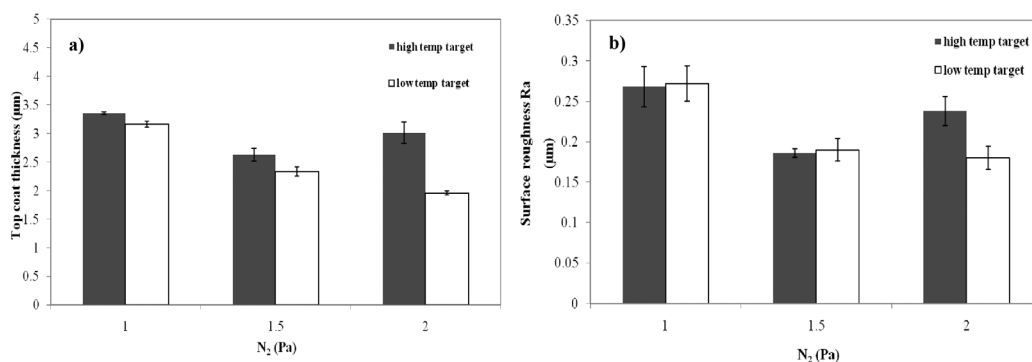 a)
Top coat thickness (µm)
5
4.5
4
3.5
3
2.5
2
1.5
1
0.5
0
high temp target
low temp target
1
1.5
2
N2 (Pa)
b)
Surface roughness Ra
(µm)
0.35
0.3
0.25
0.2
0.15
0.1
0.05
0
high temp target
low temp target
1
1.5
2
N2 (Pa)